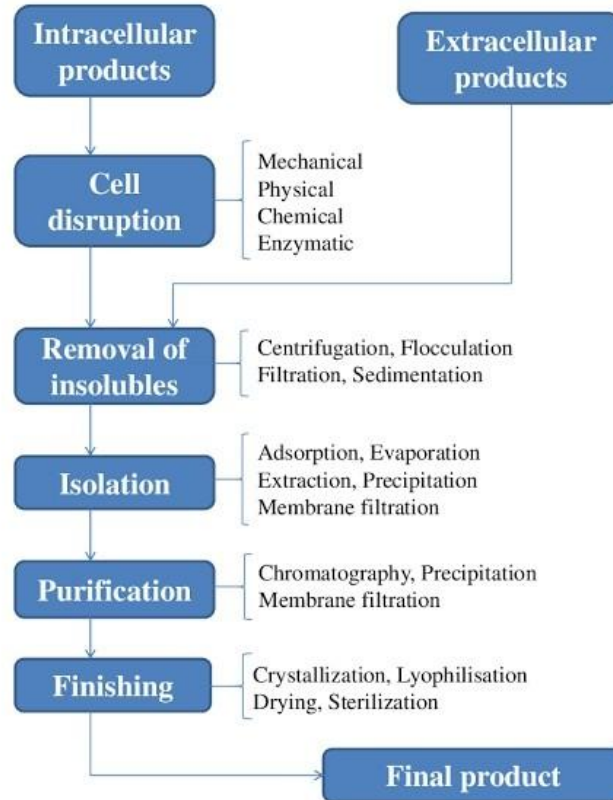 Intracellular
products
Extracellular
products
Cell
disruption
Mechanical
Physical
Chemical
Enzymatic
Removal of
insolubles
Centrifugation, Flocculation
Filtration, Sedimentation
Isolation
Adsorption, Evaporation
Extraction, Precipitation
Membrane filtration
Purification
Chromatography, Precipitation
Membrane filtration
Finishing
Crystallization, Lyophilisation
Drying, Sterilization
Final product